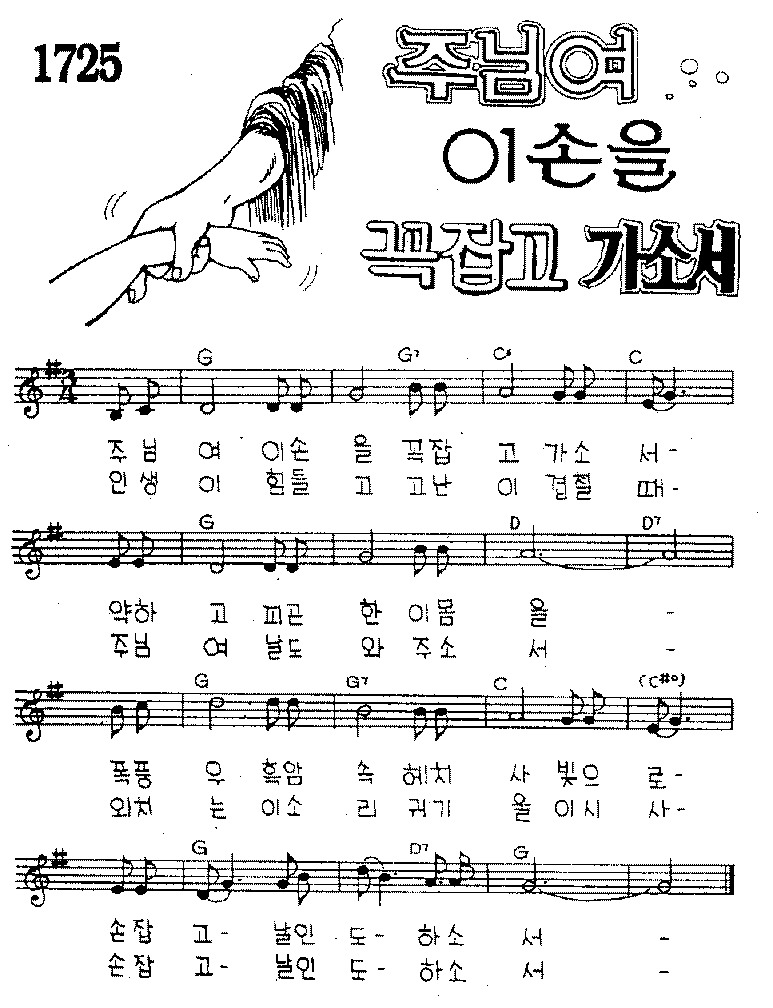 1725
주님여
이손을
꼭잡고 가소서
3/4
G G7 C6 C
주님 여 이손 을 꼭잡 고 가소 서-
인생 이 힘들 고 고난 이 겹칠 때-
G D D7
약하 고 피곤 한 이몸 을 -
주님 여 날도 와 주소 서 -
G G7 C (C#o)
폭풍 우 흑암 속 헤치 사 빛으 로-
외치 는 이소 리 귀기 울 이시 사-
G D7 G
손잡 고- 날인 도- 하소 서 -
손잡 고- 날인 도- 하소 서 -